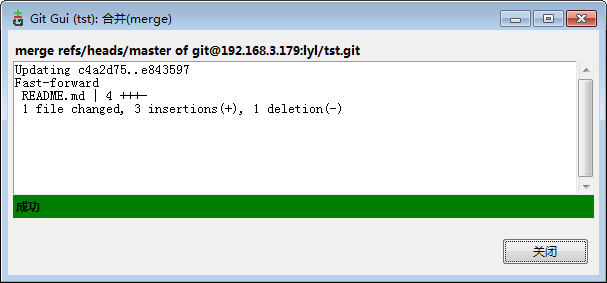 Git Gui (tst): 合并(merge)
merge refs/heads/master of git@192.168.3.179:lyl/tst.git
Updating c4a2d75..e843597
Fast-forward
README.md | 4 +++-
1 file changed, 3 insertions(+), 1 deletion(-)
成功
关闭